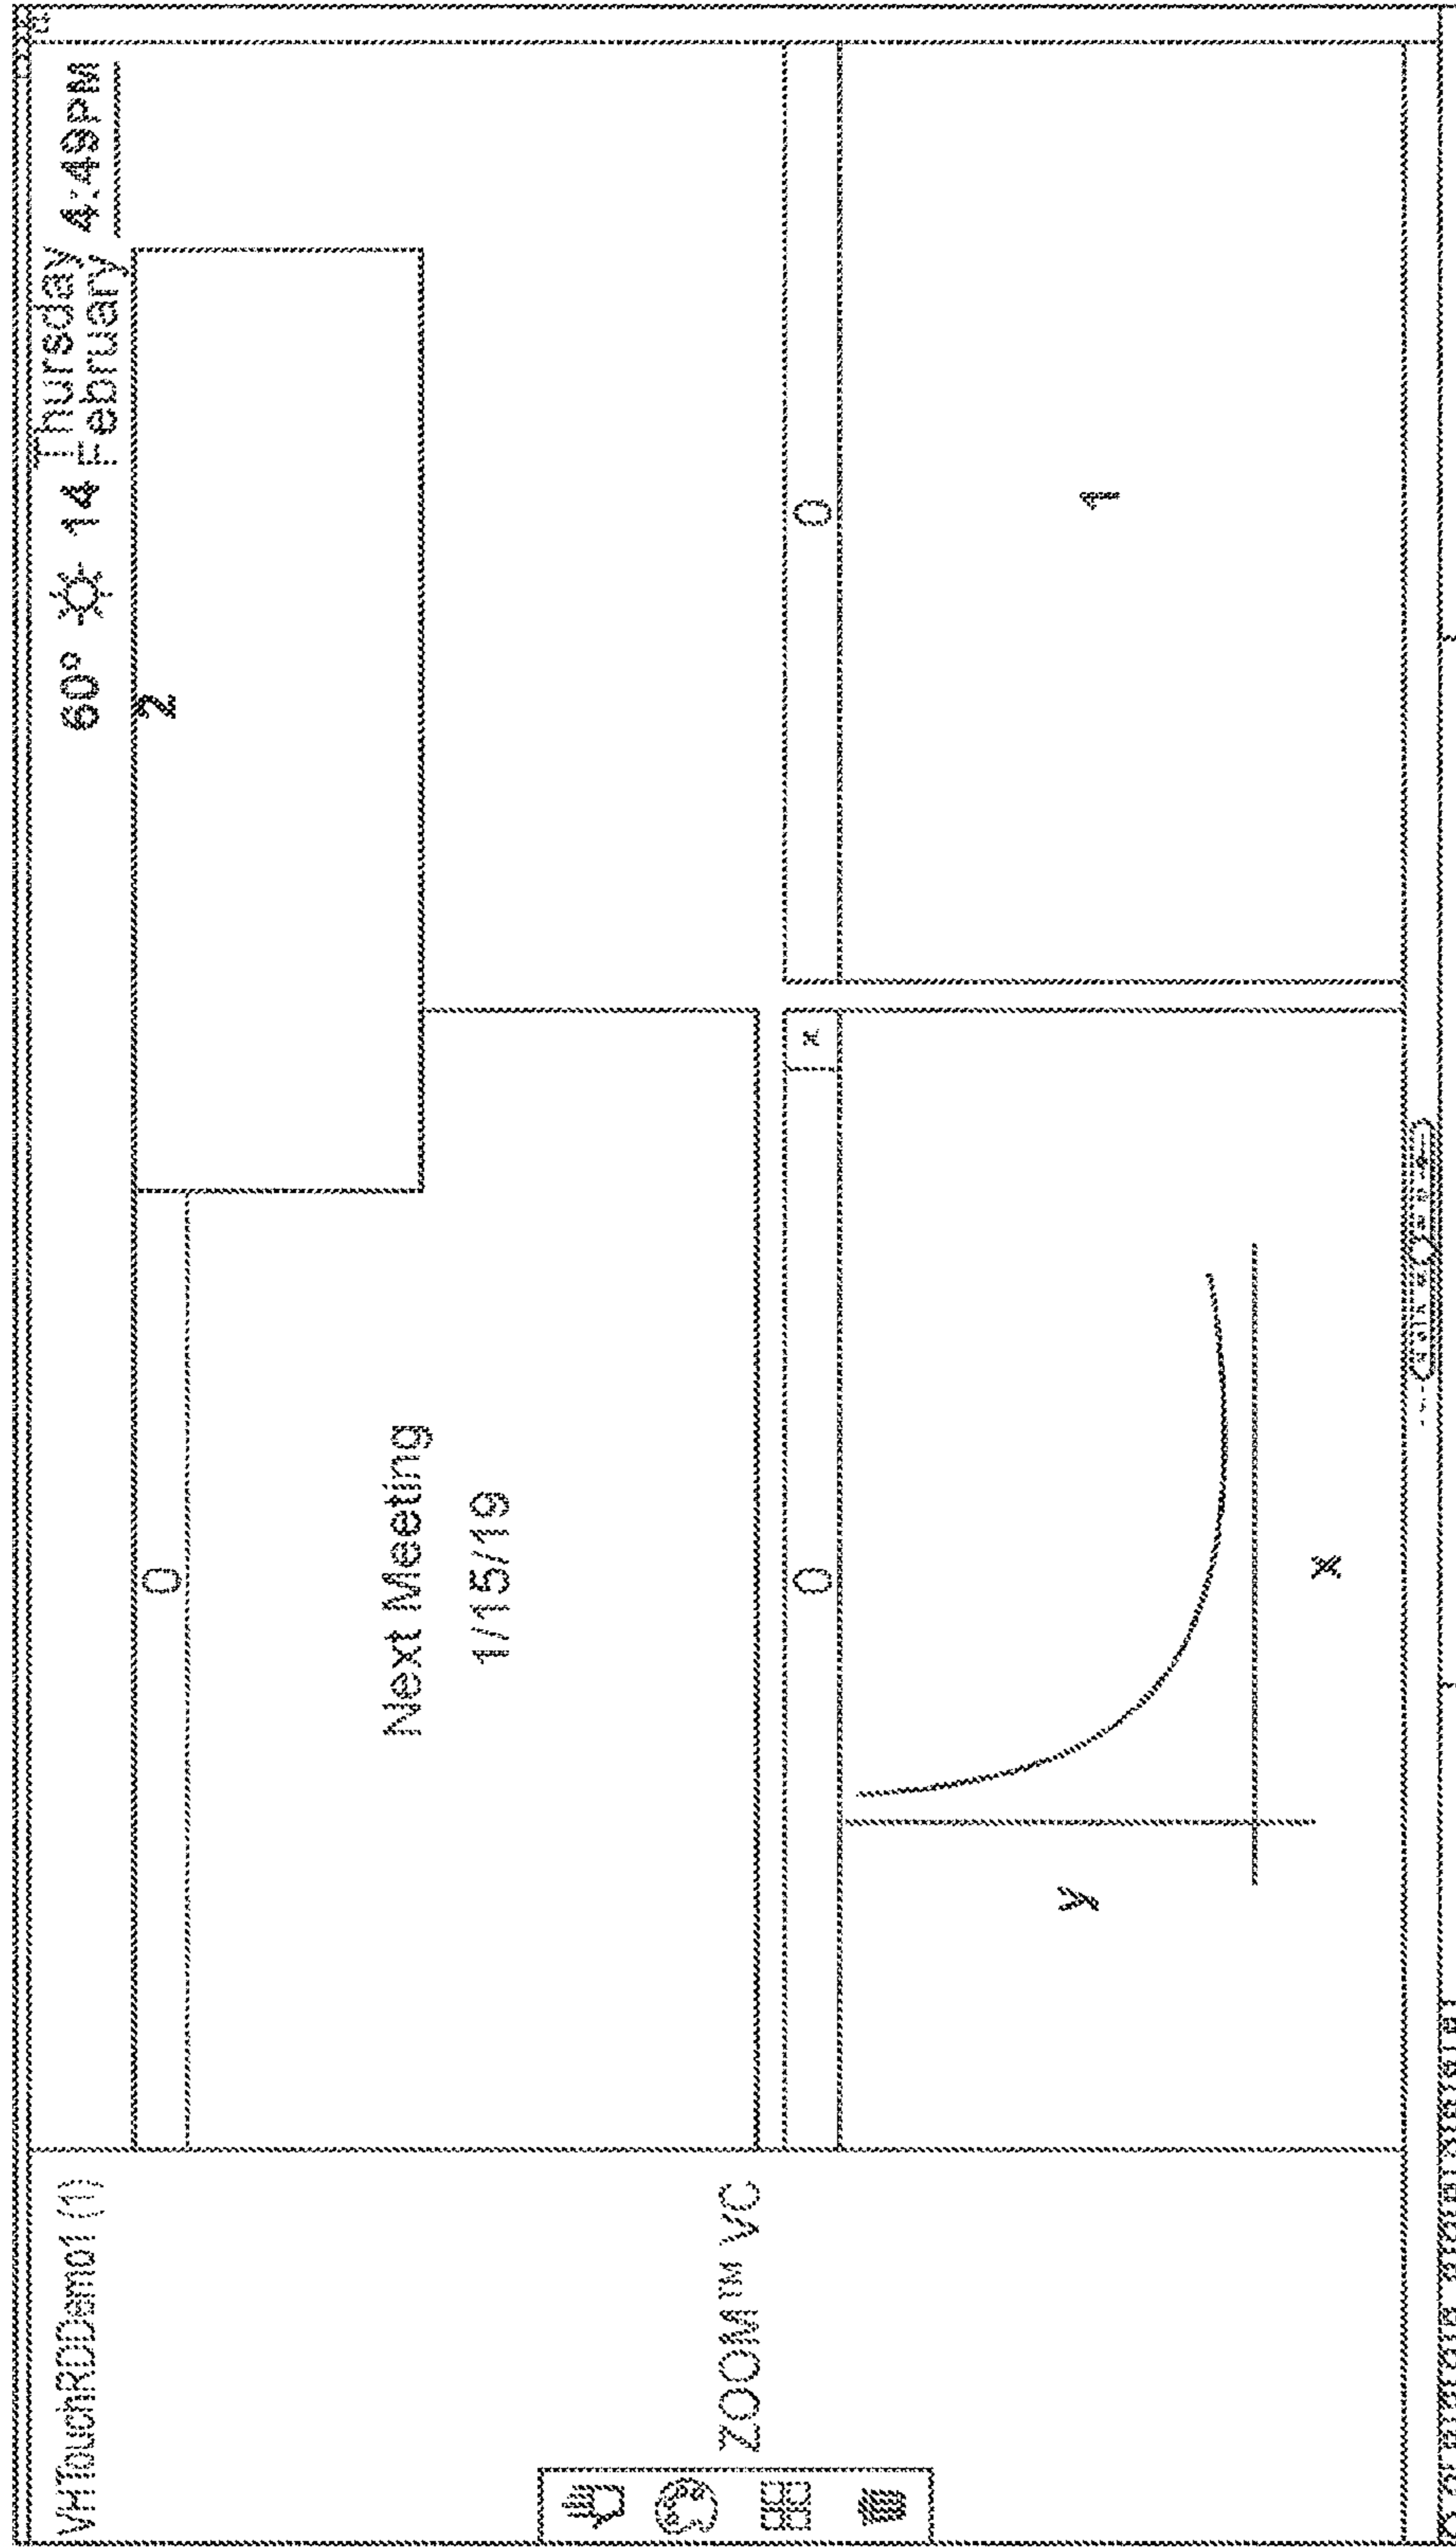 VHTouchRDDemo1 (1)
60° 14 Thursday February 4:49PM
2
0
Next Meeting
1/15/19
ZOOM™ VC
0
x
0
y
x
1